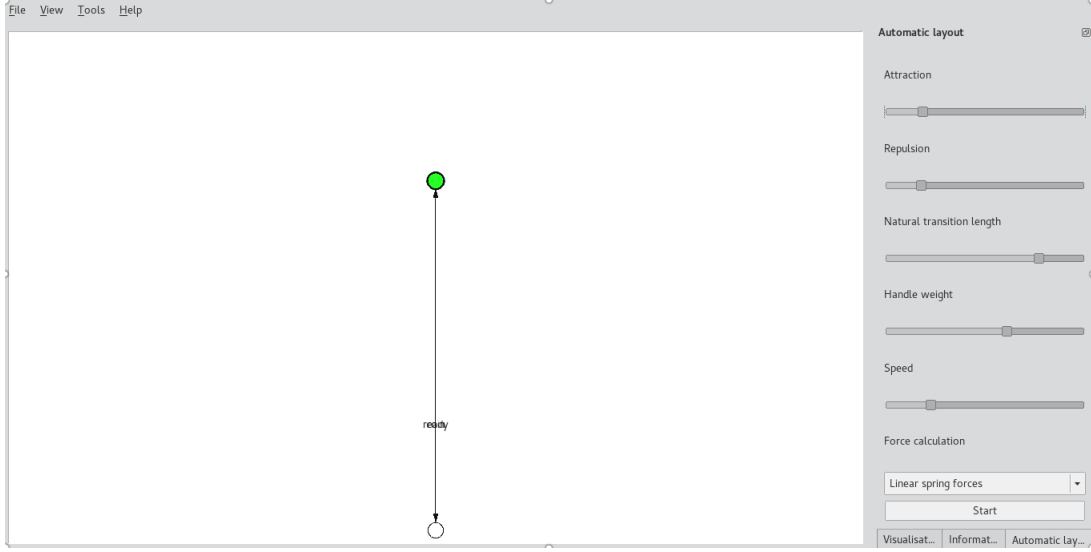 File View Tools Help
Automatic layout
Attraction
Repulsion
Natural transition length
Handle weight
Speed
Force calculation
Linear spring forces
Start
Visualisat... Informat... Automatic lay...